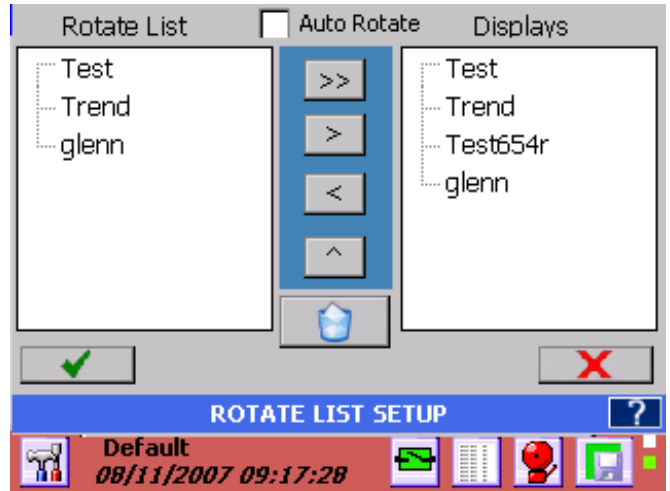 Rotate List
Auto Rotate
Displays
Test
Trend
glenn
>>
>
<
^
Test
Trend
Test654r
glenn
ROTATE LIST SETUP
?
Default
08/11/2007 09:17:28